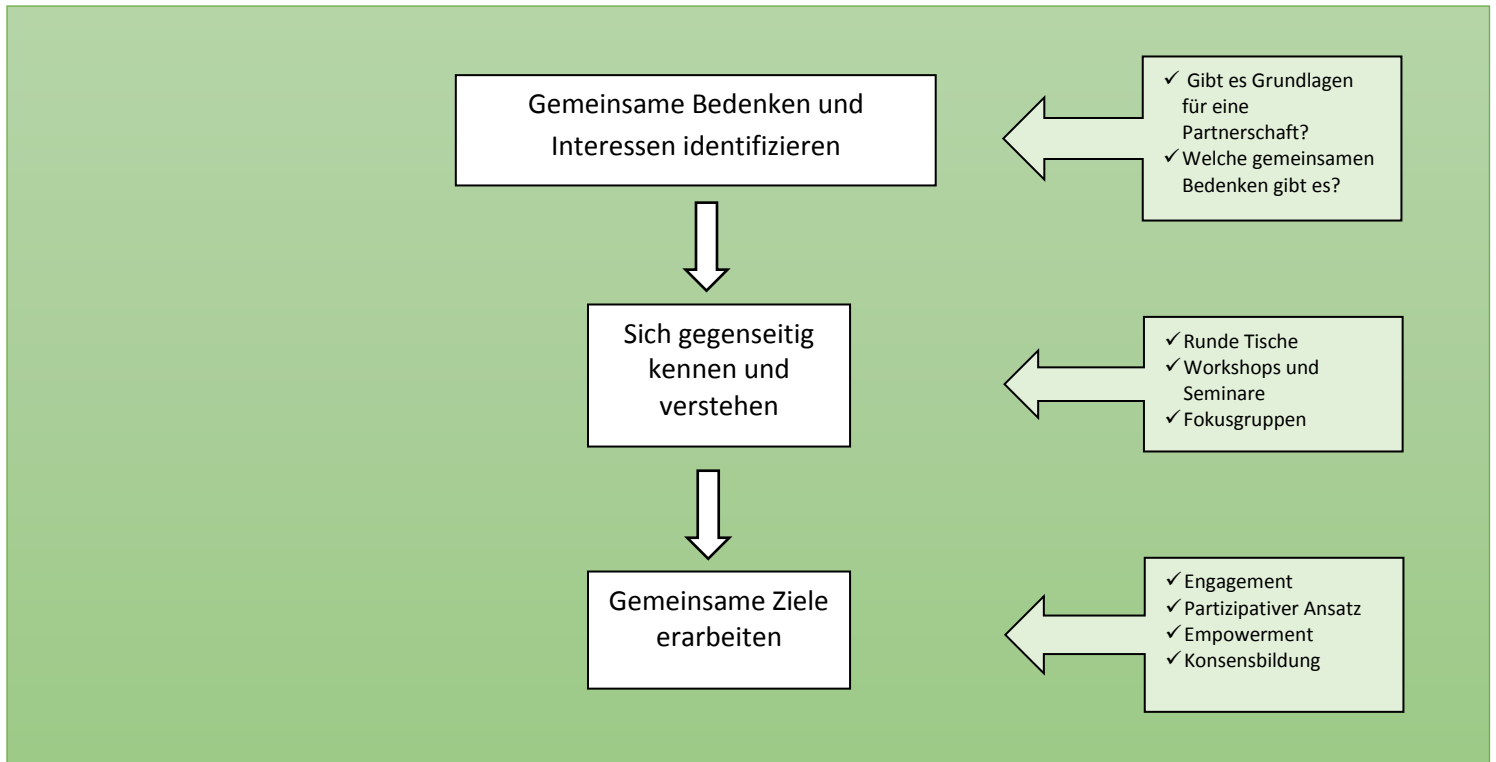 Gemeinsame Bedenken und
Interessen identifizieren
✓ Gibt es Grundlagen
für eine
Partnerschaft?
✓ Welche gemeinsamen
Bedenken gibt es?
Sich gegenseitig
kennen und
verstehen
✓ Runde Tische
✓ Workshops und
Seminare
✓ Fokusgruppen
Gemeinsame Ziele
erarbeiten
✓ Engagement
✓ Partizipativer Ansatz
✓ Empowerment
✓ Konsensbildung